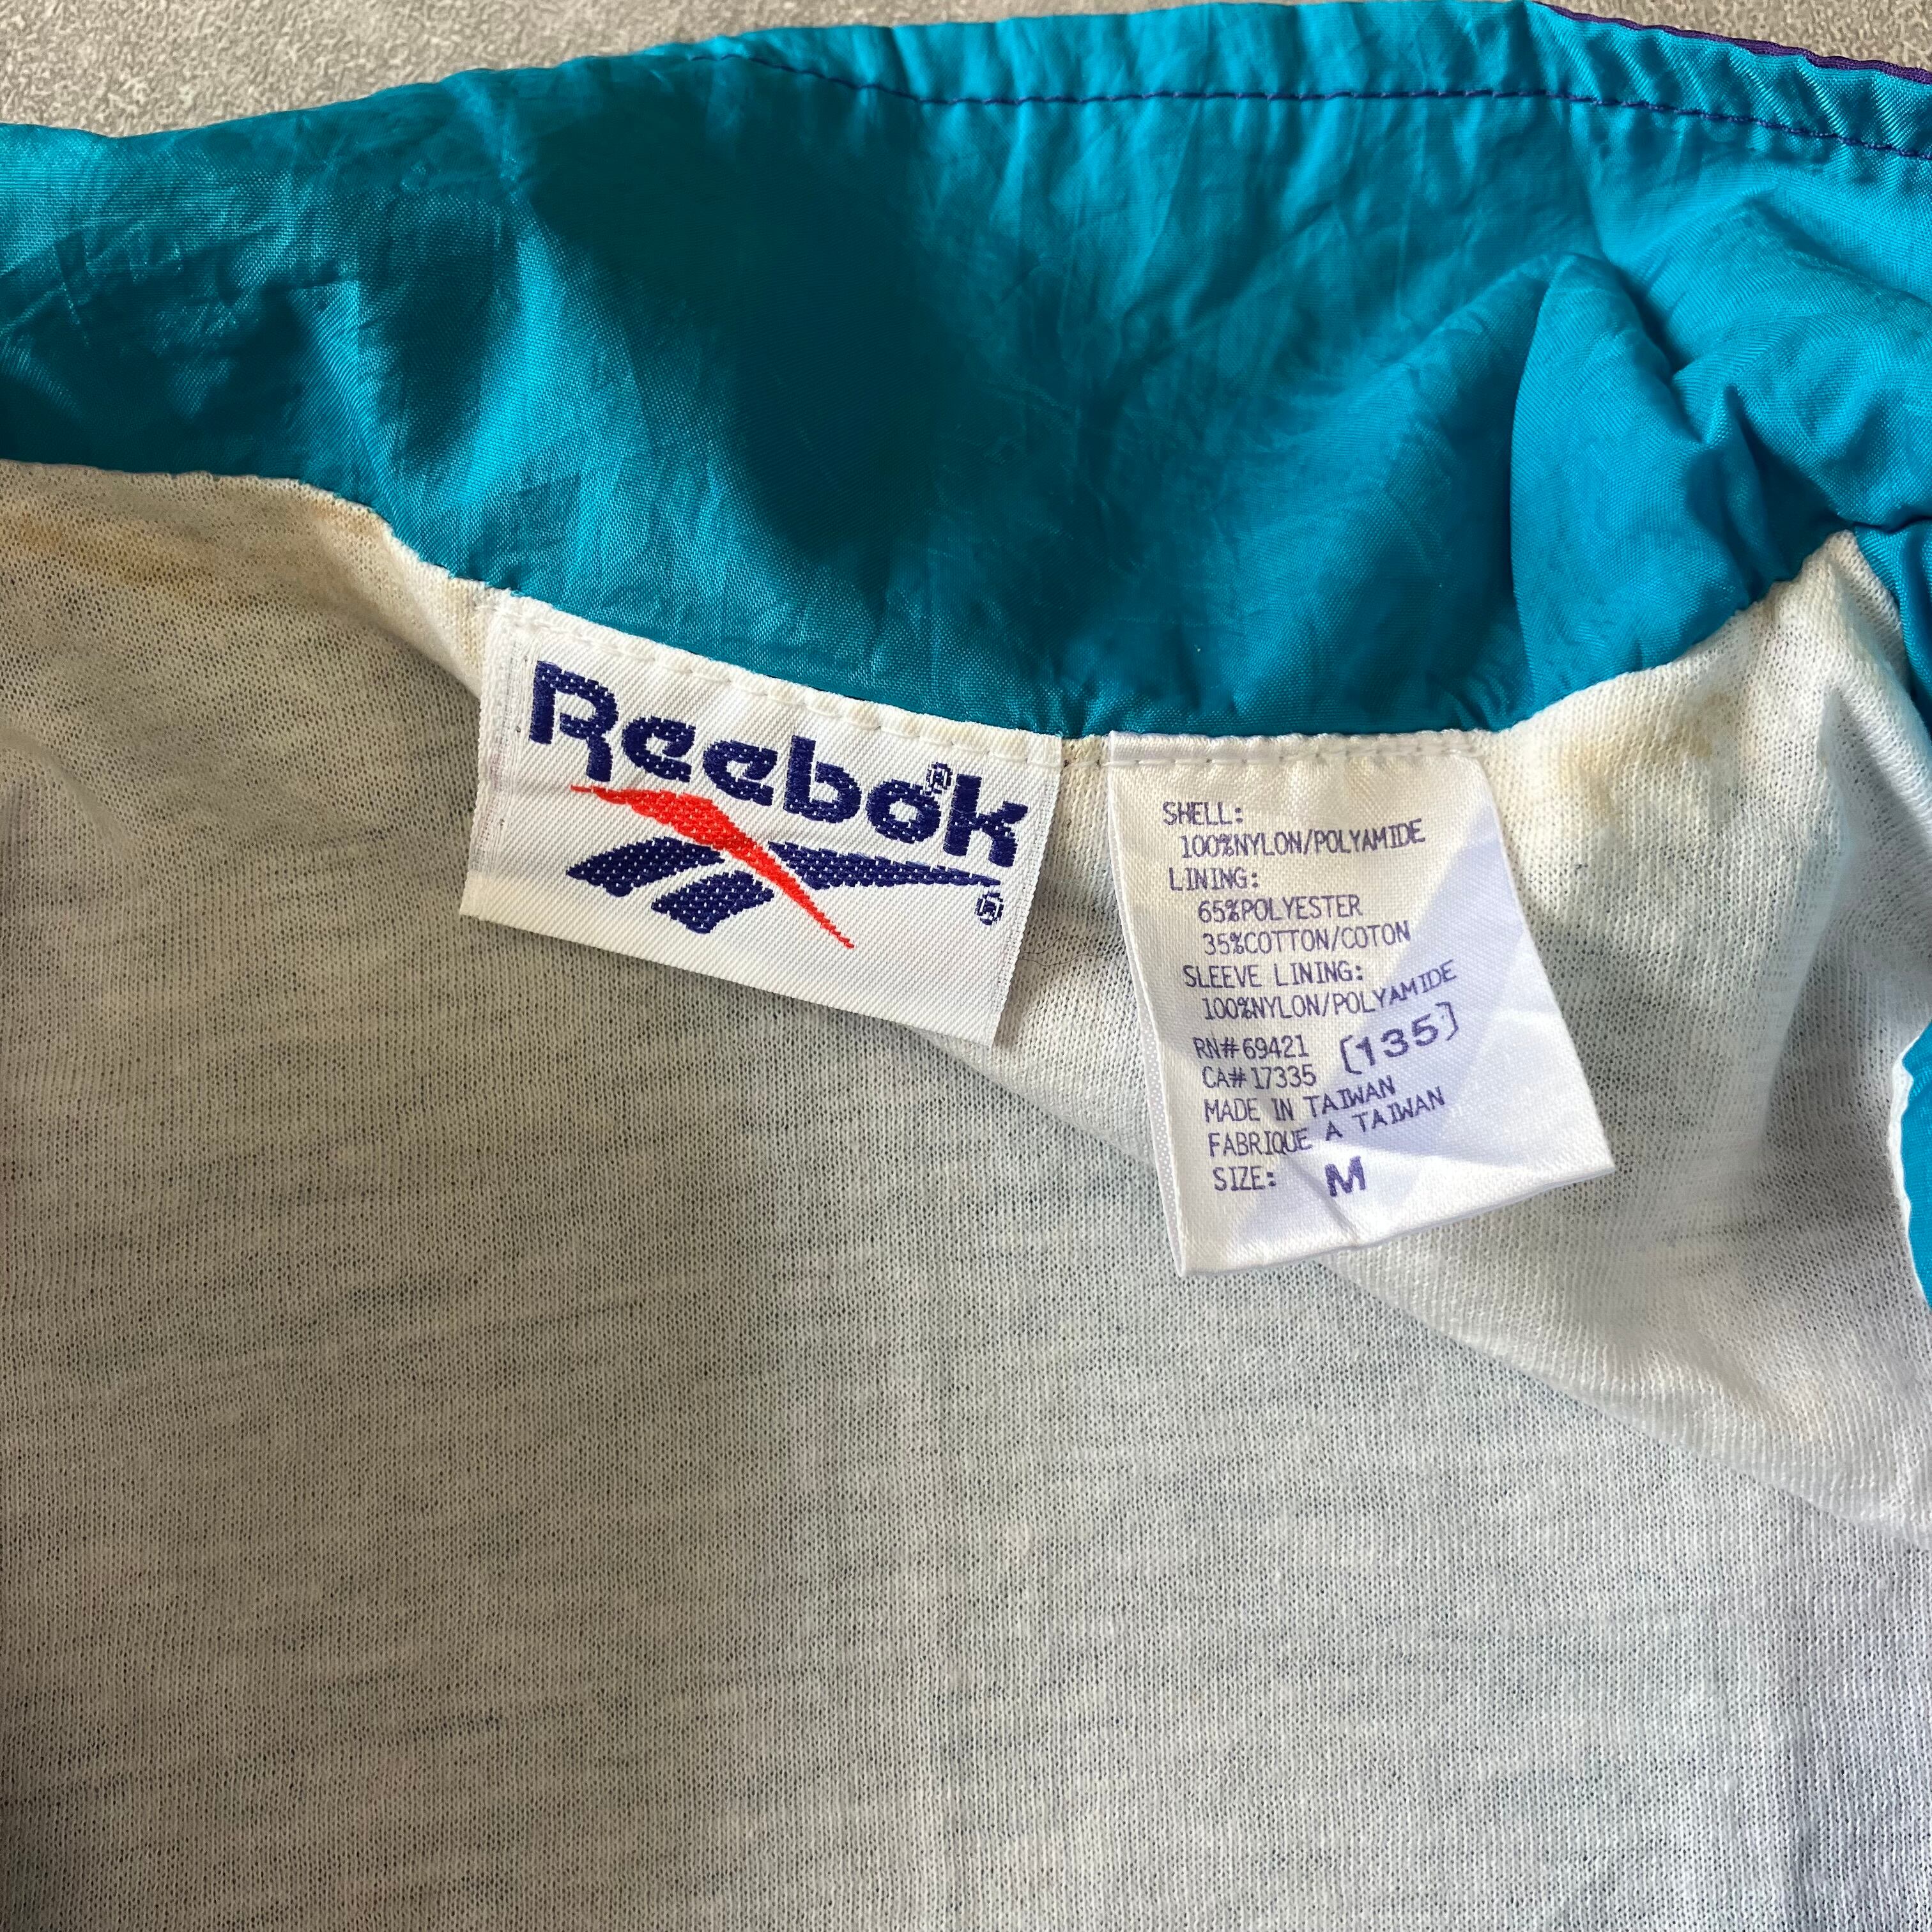 Reebok®
®
SHELL:
100%NYLON/POLYAMIDE
LINING:
65%POLYESTER
35%COTTON/COTON
SLEEVE LINING:
100%NYLON/POLYAMIDE
RN#69421 [135]
CA#17335
MADE IN TAIWAN
FABRIQUE A TAIWAN
SIZE: M